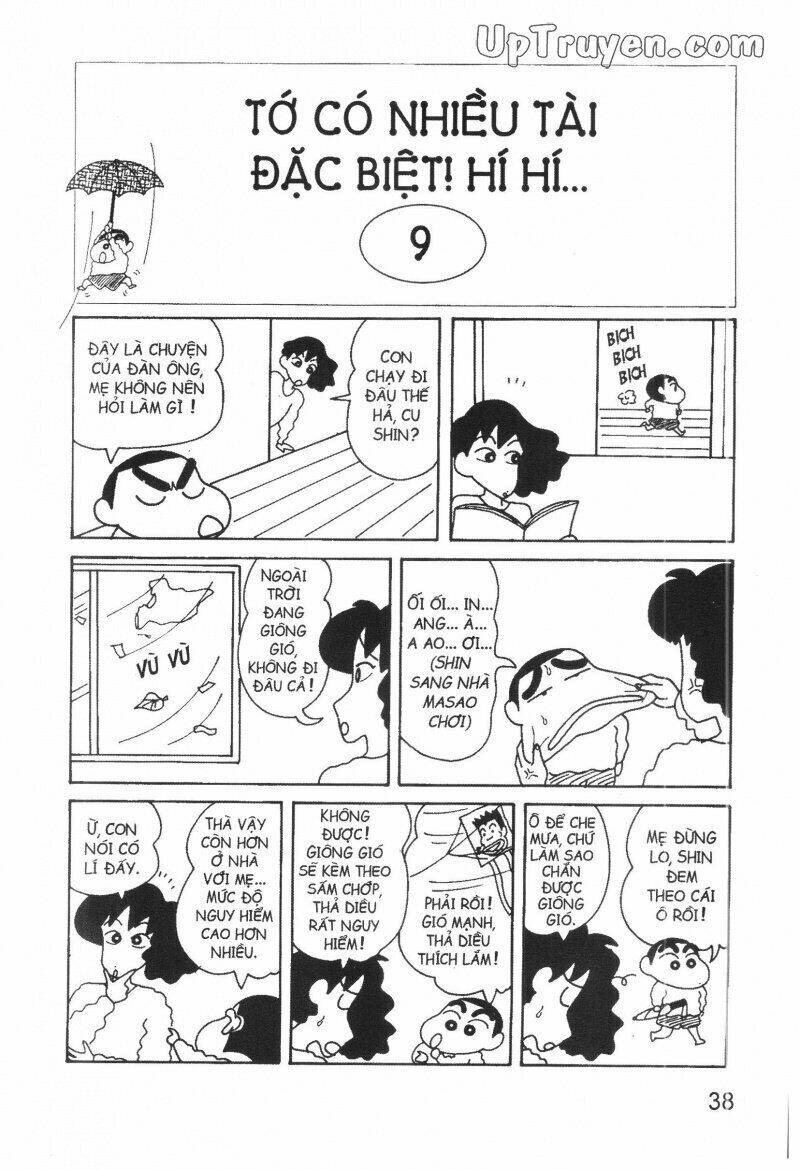 UpTruyen.com
TỚ CÓ NHIỀU TÀI
ĐẶC BIỆT! HÍ HÍ...
9
BỊCH
BỊCH
BỊCH
CON
CHẠY ĐI
ĐÂU THẾ
HẢ, CU
SHIN?
ĐÂY LÀ CHUYỆN
CỦA ĐÀN ÔNG,
MẸ KHÔNG NÊN
HỎI LÀM GÌ !
ỐI ỐI... IN...
ANG... À...
A AO... ƠI...
(SHIN
SANG NHÀ
MASAO
CHƠI)
NGOÀI
TRỜI
ĐANG
GIÔNG
GIÓ,
KHÔNG ĐI
ĐÂU CẢ !
VÙ VÙ
MẸ ĐỪNG
LO, SHIN
ĐEM
THEO CÁI
Ô RỒI !
Ô ĐỂ CHE
MƯA, CHỨ
LÀM SAO
CHẮN
ĐƯỢC
GIÔNG
GIÓ.
PHẢI RỒI !
GIÓ MẠNH,
THẢ DIỀU
THÍCH LẮM !
KHÔNG
ĐƯỢC !
GIÔNG GIÓ
SẼ KÈM THEO
SẤM CHỚP,
THẢ DIỀU
RẤT NGUY
HIỂM !
THÀ VẬY
CÒN HƠN
Ở NHÀ
VỚI MẸ...
MỨC ĐỘ
NGUY HIỂM
CAO HƠN
NHIỀU.
Ừ, CON
NÓI CÓ
LÍ ĐẤY.
38